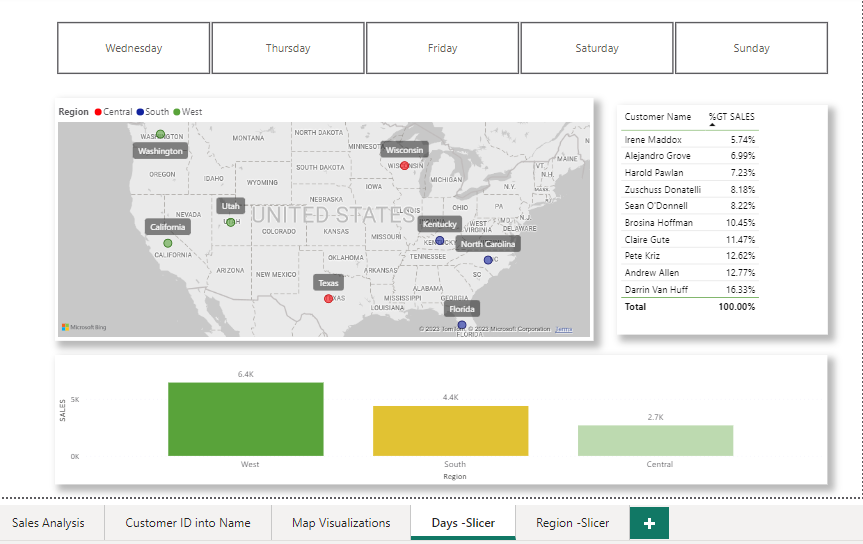 Wednesday Thursday Friday Saturday Sunday
Region Central South West
Customer Name %GT SALES
Irene Maddox 5.74%
Alejandro Grove 6.99%
Harold Pawlan 7.23%
Zuschuss Donatelli 8.18%
Sean O'Donnell 8.22%
Brosina Hoffman 10.45%
Claire Gute 11.47%
Pete Kriz 12.62%
Andrew Allen 12.77%
Darrin Van Huff 16.33%
Total 100.00%
NORTH DAKOTA
MONTANA
Washington
Wisconsin
MAINE
OREGON
IDAHO
SOUTH DAKOTA
MICHIGAN
VT.
N.H.
WYOMING
IOWA
N.Y.
MASS.
NEBRASKA
Utah
NEVADA
UNITED STATES
OHIO
PA
N.J.
California
COLORADO
KANSAS
MISSOURI
Kentucky
WEST
VIRGINIA
DELAWARE
North Carolina
CALIFORNIA
OKLAHOMA
TENNESSEE
ARIZONA
NEW MEXICO
ARKANSAS
SC
Texas
ALABAMA
MISSISSIPPI
GEORGIA
LOUISIANA
Florida
Microsoft Bing
© 2023 TomTom, © 2023 Microsoft Corporation Terms
FLORIDA
SALES
5K
0K
6.4K
4.4K
2.7K
West South Central
Region
Sales Analysis Customer ID into Name Map Visualizations Days -Slicer Region -Slicer +